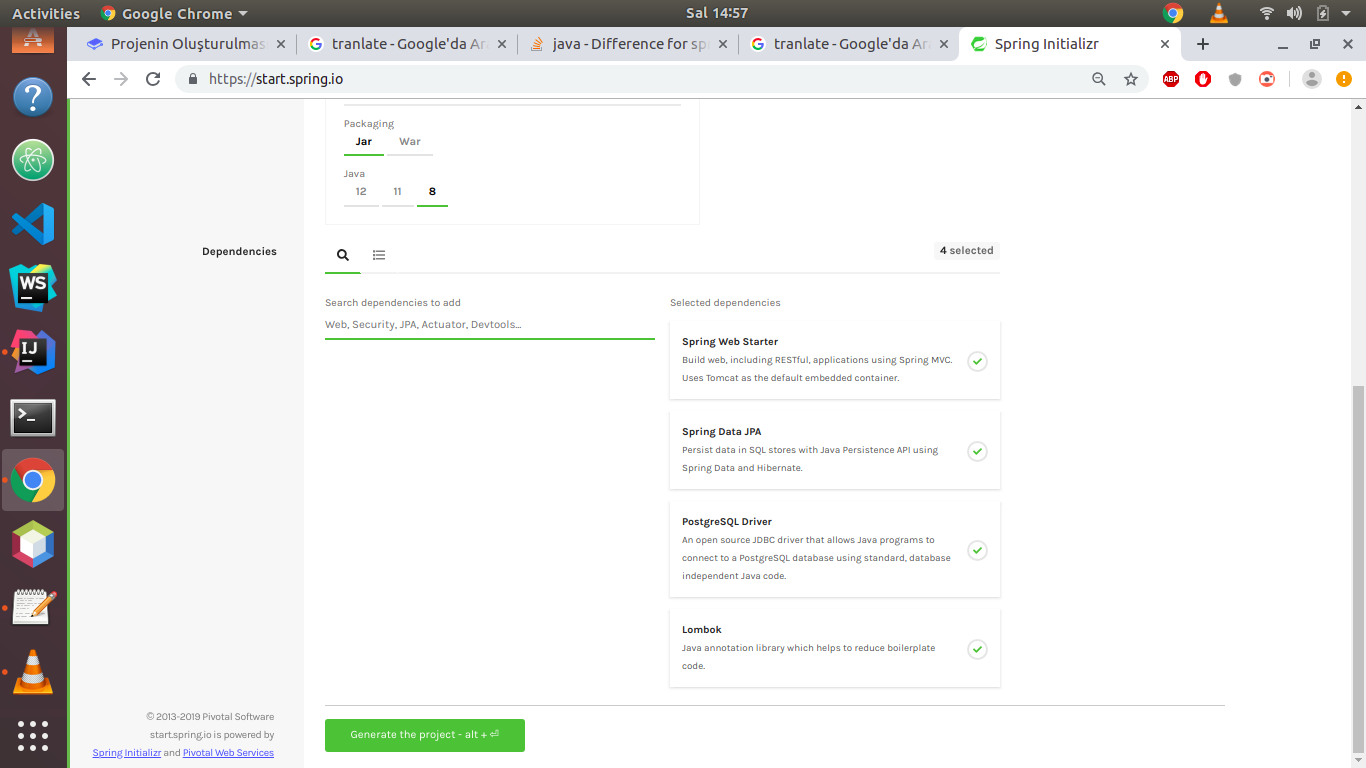 Activities
Google Chrome
Sal 14:57
Projenin Oluşturulmas
tranlate - Google'da Ar
java - Difference for sp
tranlate - Google'da Ar
Spring Initializr
https://start.spring.io
ABP
Packaging
Jar
War
Java
12
11
8
Dependencies
4 selected
Search dependencies to add
Web, Security, JPA, Actuator, Devtools...
Selected dependencies
Spring Web Starter
Build web, including RESTful, applications using Spring MVC.
Uses Tomcat as the default embedded container.
Spring Data JPA
Persist data in SQL stores with Java Persistence API using
Spring Data and Hibernate.
PostgreSQL Driver
An open source JDBC driver that allows Java programs to
connect to a PostgreSQL database using standard, database
independent Java code.
Lombok
Java annotation library which helps to reduce boilerplate
code.
© 2013-2019 Pivotal Software
start.spring.io is powered by
Spring Initializr and Pivotal Web Services
Generate the project - alt + ⏎
WS
IJ